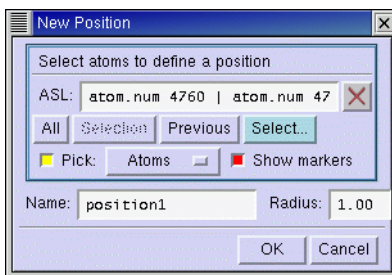 New Position
Select atoms to define a position
ASL: atom.num 4760 | atom.num 47
All Selection Previous Select...
Pick: Atoms Show markers
Name: position1 Radius: 1.00
OK Cancel